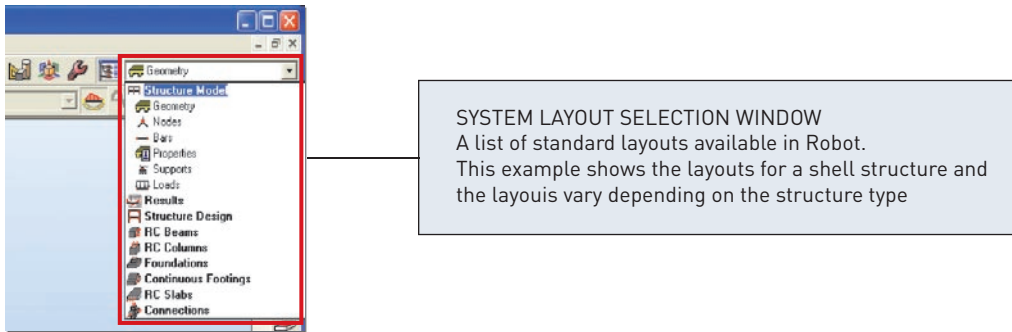 Geometry
Structure Model
Geometry
Nodes
Bars
Properties
Supports
Loads
Results
Structure Design
RC Beams
RC Columns
Foundations
Continuous Footings
RC Slabs
Connections
SYSTEM LAYOUT SELECTION WINDOW
A list of standard layouts available in Robot.
This example shows the layouts for a shell structure and
the layouis vary depending on the structure type